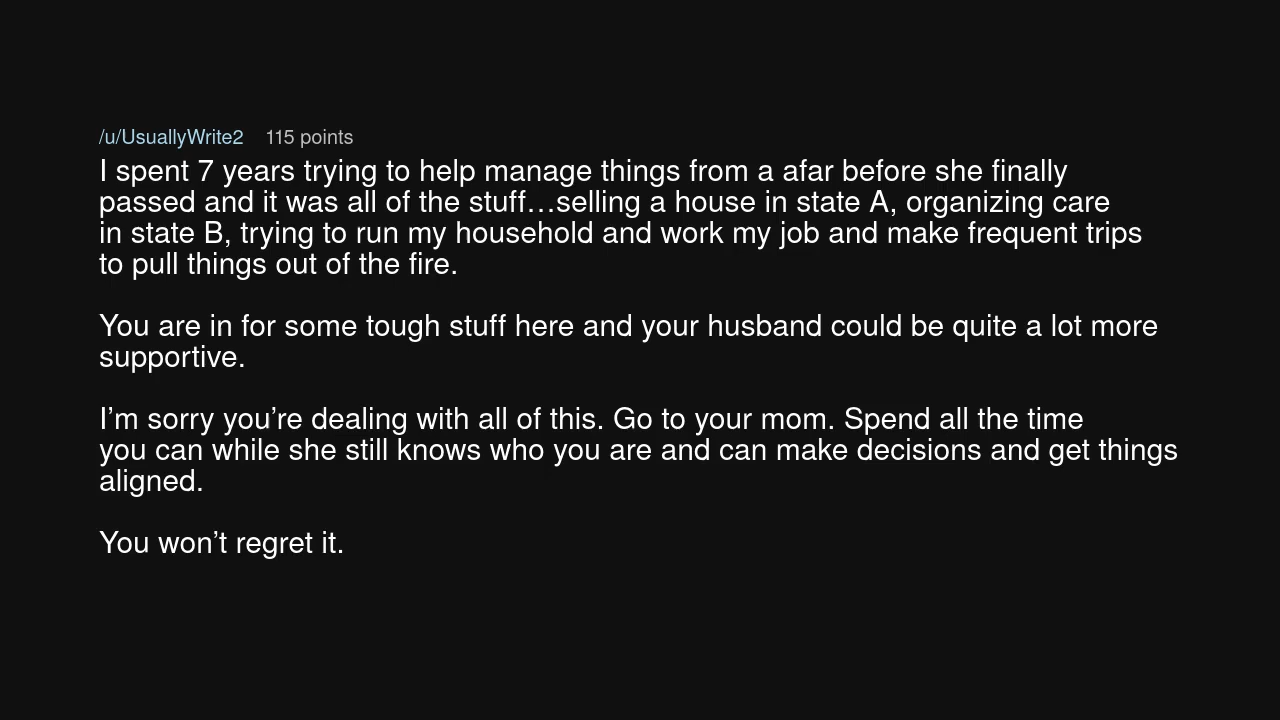 /u/UsuallyWrite2 115 points
I spent 7 years trying to help manage things from a afar before she finally
passed and it was all of the stuff…selling a house in state A, organizing care
in state B, trying to run my household and work my job and make frequent trips
to pull things out of the fire.
You are in for some tough stuff here and your husband could be quite a lot more
supportive.
I’m sorry you’re dealing with all of this. Go to your mom. Spend all the time
you can while she still knows who you are and can make decisions and get things
aligned.
You won’t regret it.